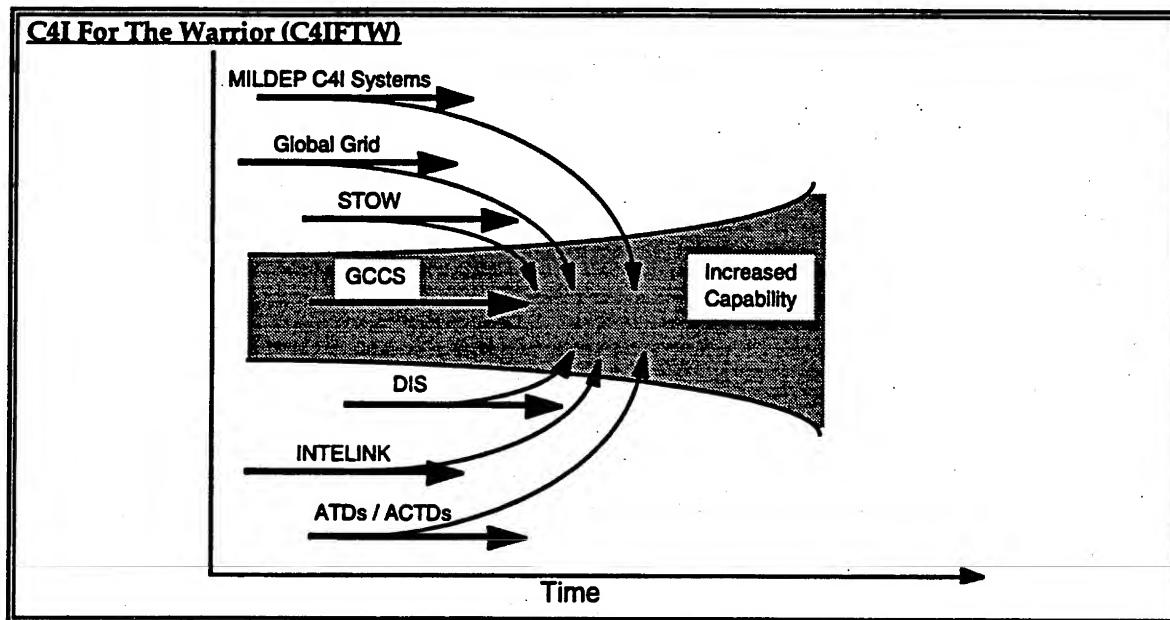 C4I For The Warrior (C4IFTW)
MILDEP C4I Systems
Global Grid
STOW
GCCS
Increased
Capability
DIS
INTELINK
ATDs / ACTDs
Time